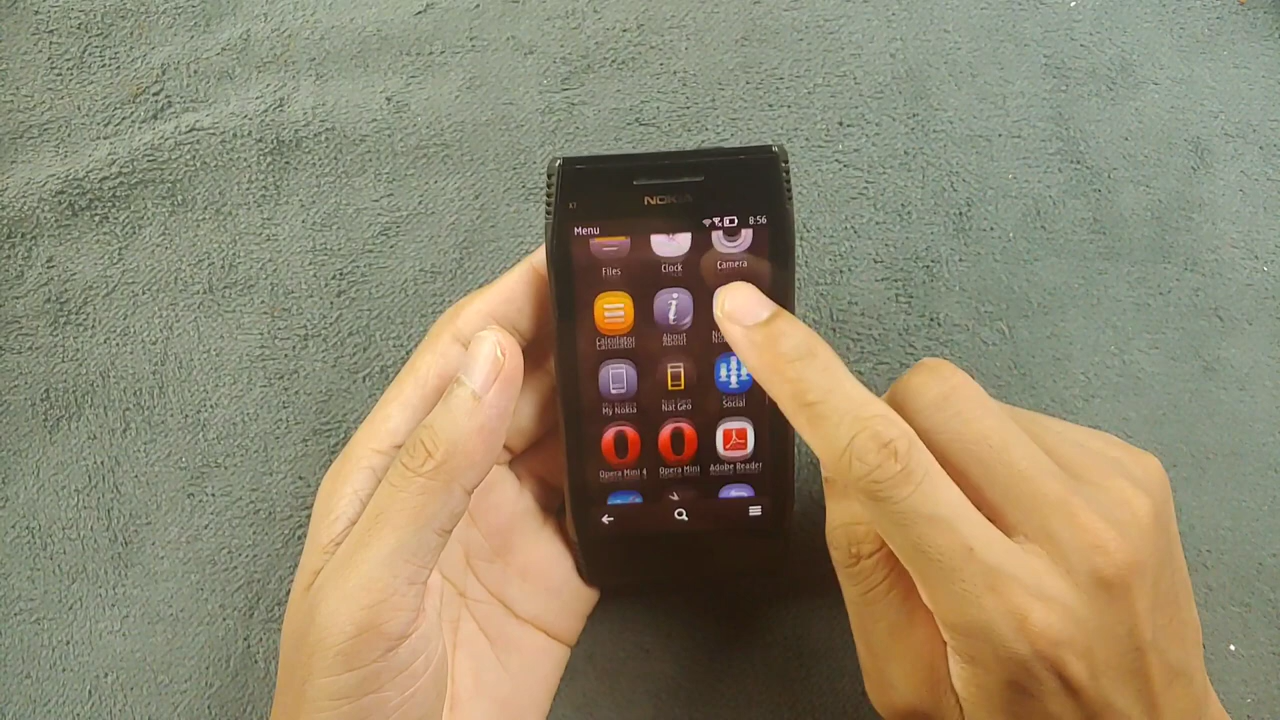 NOKIA
8:56
Menu
Files Clock Camera
Calculator About
My Nokia Nat Geo Social
Opera Mini 4 Opera Mini Adobe Reader